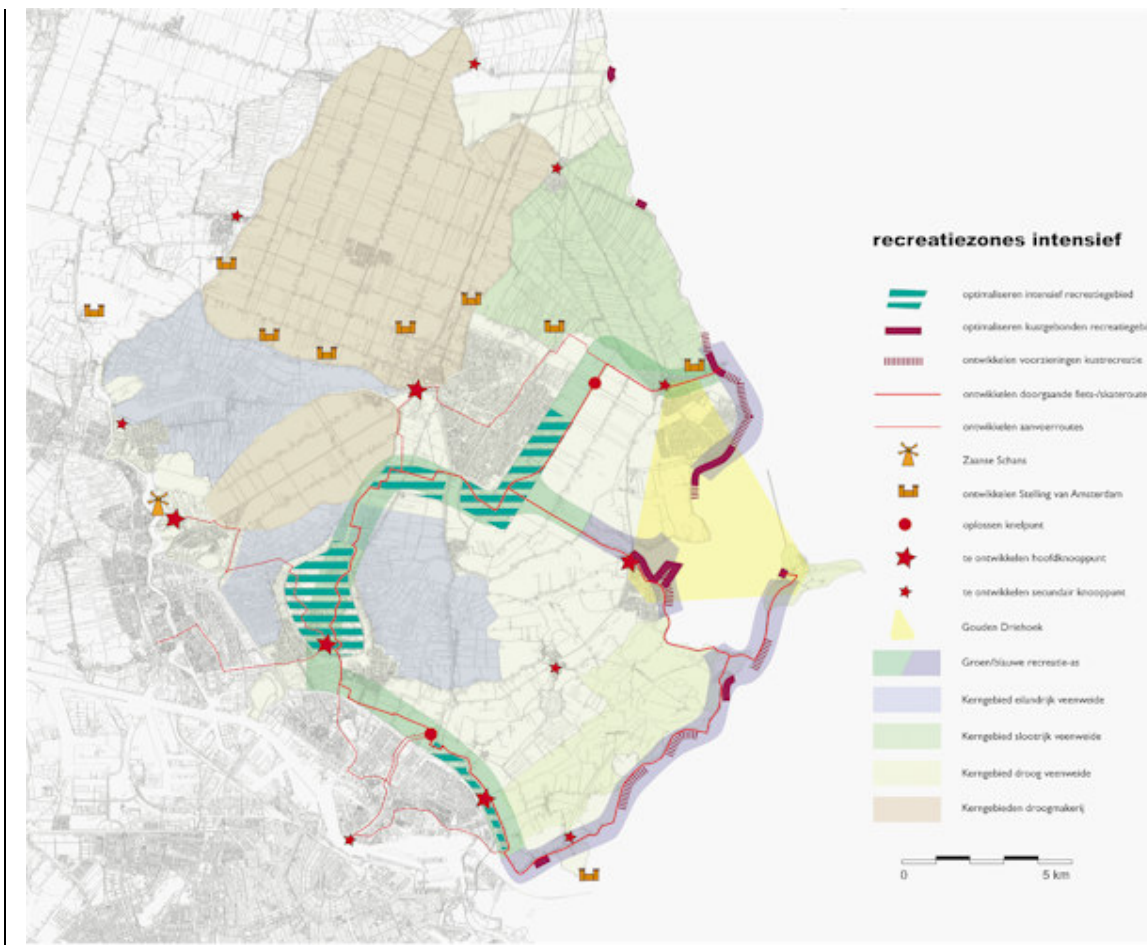 recreatiezones intensief
optimaliseren intensief recreatiegebied
optimaliseren kustgebonden recreatiegebi
ontwikkelen voorzieningen kustrecreatie
ontwikkelen doorgaande fiets-/skateroute
ontwikkelen aanvoerroutes
Zaanse Schans
ontwikkelen Stelling van Amsterdam
oplossen knelpunt
te ontwikkelen hoofdknooppunt
te ontwikkelen secundair knooppunt
Gouden Driehoek
Groen/blauwe recreatie-as
Kerngebied eilandrijk veenweide
Kerngebied slootrijk veenweide
Kerngebied droog veenweide
Kerngebieden droogmakerij
0 5 km